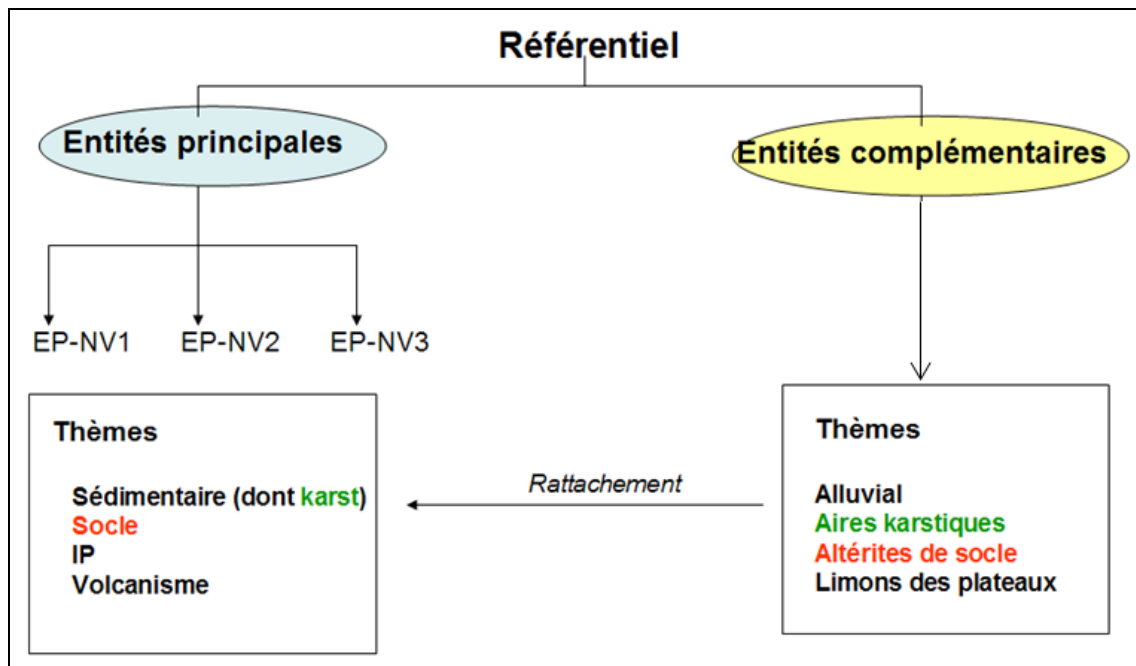 Référentiel
Entités principales
Entités complémentaires
EP-NV1 EP-NV2 EP-NV3
Thèmes
Sédimentaire (dont karst)
Socle
IP
Volcanisme
Rattachement
Thèmes
Alluvial
Aires karstiques
Altérites de socle
Limons des plateaux